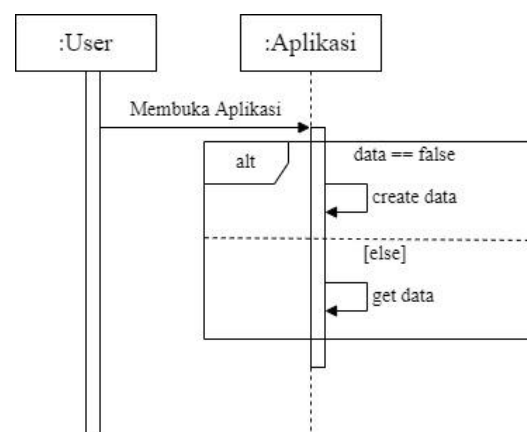 :User
:Aplikasi
Membuka Aplikasi
alt
data == false
create data
[else]
get data